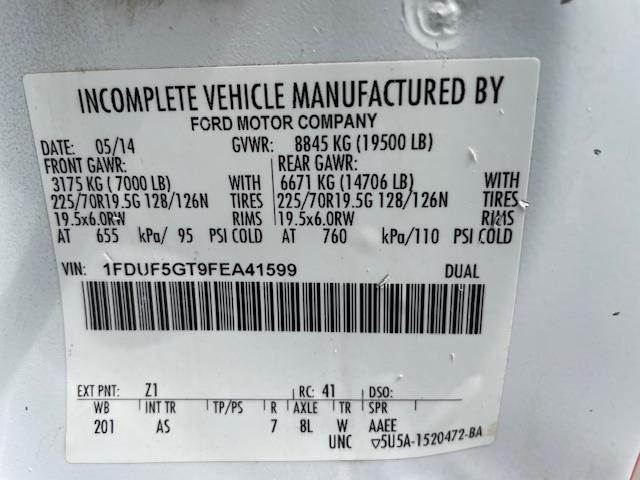 INCOMPLETE VEHICLE MANUFACTURED BY
FORD MOTOR COMPANY
DATE: 05/14 GVWR: 8845 KG (19500 LB)
FRONT GAWR: REAR GAWR:
3175 KG ( 7000 LB) WITH 6671 KG (14706 LB) WITH
225/70R19.5G 128/126N TIRES 225/70R19.5G 128/126N TIRES
19.5x6.0RW RIMS 19.5x6.0RW RIMS
AT 655 kPa/ 95 PSI COLD AT 760 kPa/110 PSI COLD
VIN: 1FDUF5GT9FEA41599 DUAL
EXT PNT: Z1 RC: 41 DSO:
WB INT TR TP/PS R AXLE TR SPR
201 AS 7 8L W AAEE
UNC ▽5U5A-1520472-BA